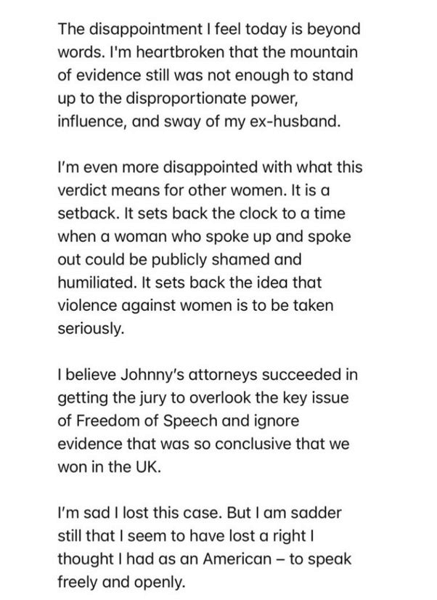 The disappointment I feel today is beyond
words. I'm heartbroken that the mountain
of evidence still was not enough to stand
up to the disproportionate power,
influence, and sway of my ex-husband.
I'm even more disappointed with what this
verdict means for other women. It is a
setback. It sets back the clock to a time
when a woman who spoke up and spoke
out could be publicly shamed and
humiliated. It sets back the idea that
violence against women is to be taken
seriously.
I believe Johnny's attorneys succeeded in
getting the jury to overlook the key issue
of Freedom of Speech and ignore
evidence that was so conclusive that we
won in the UK.
I'm sad I lost this case. But I am sadder
still that I seem to have lost a right I
thought I had as an American – to speak
freely and openly.